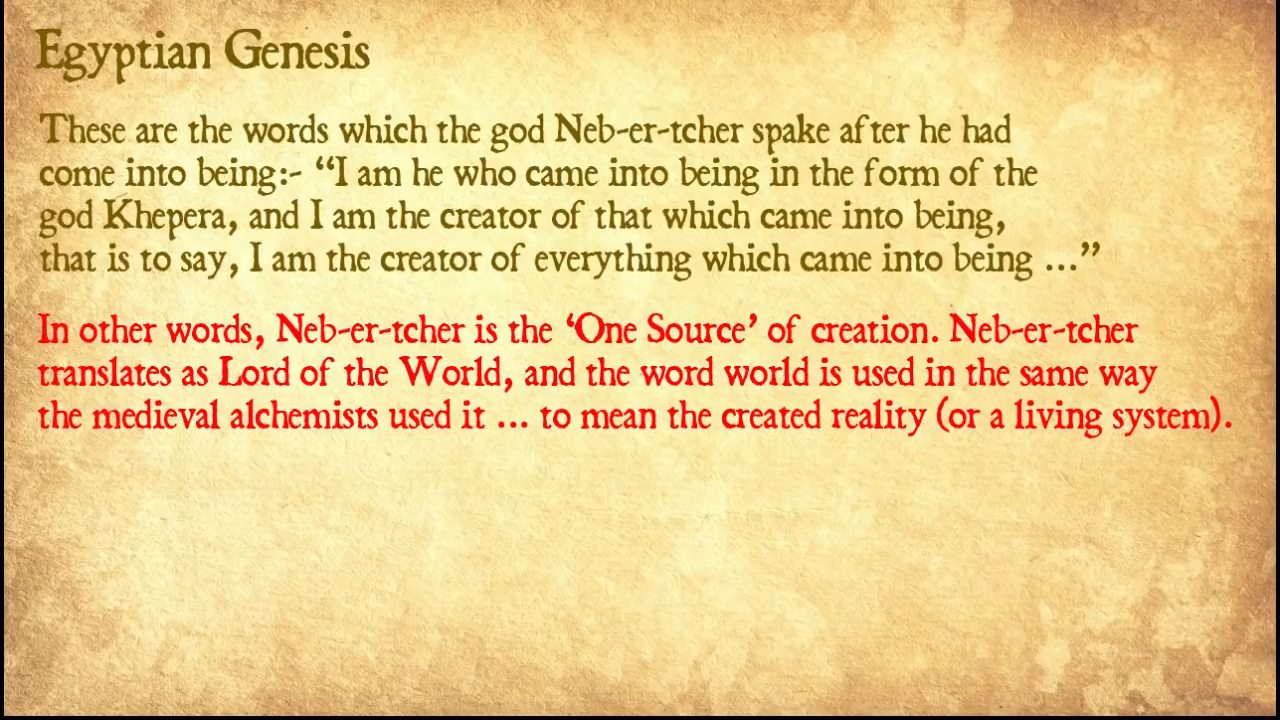 Egyptian Genesis
These are the words which the god Neb-er-tcher spake after he had
come into being:- “I am he who came into being in the form of the
god Khepera, and I am the creator of that which came into being,
that is to say, I am the creator of everything which came into being ...”
In other words, Neb-er-tcher is the ‘One Source’ of creation. Neb-er-tcher
translates as Lord of the World, and the word world is used in the same way
the medieval alchemists used it ... to mean the created reality (or a living system).